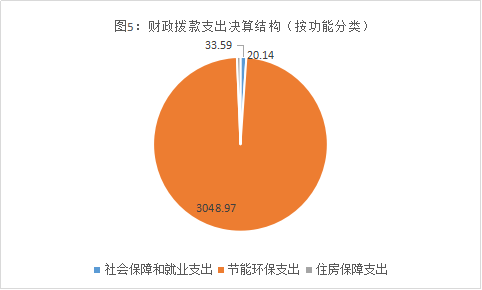 图5：财政拨款支出决算结构（按功能分类）
33.59
20.14
3048.97
社会保障和就业支出 节能环保支出 住房保障支出